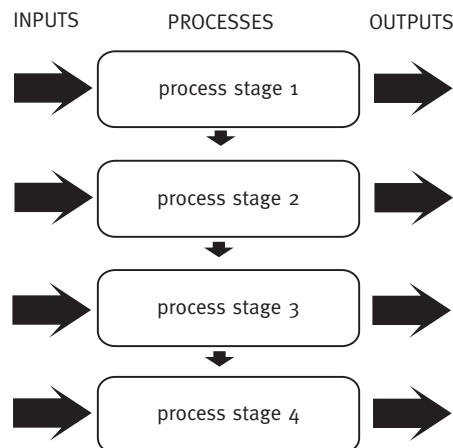 INPUTS PROCESSES OUTPUTS
process stage 1
process stage 2
process stage 3
process stage 4